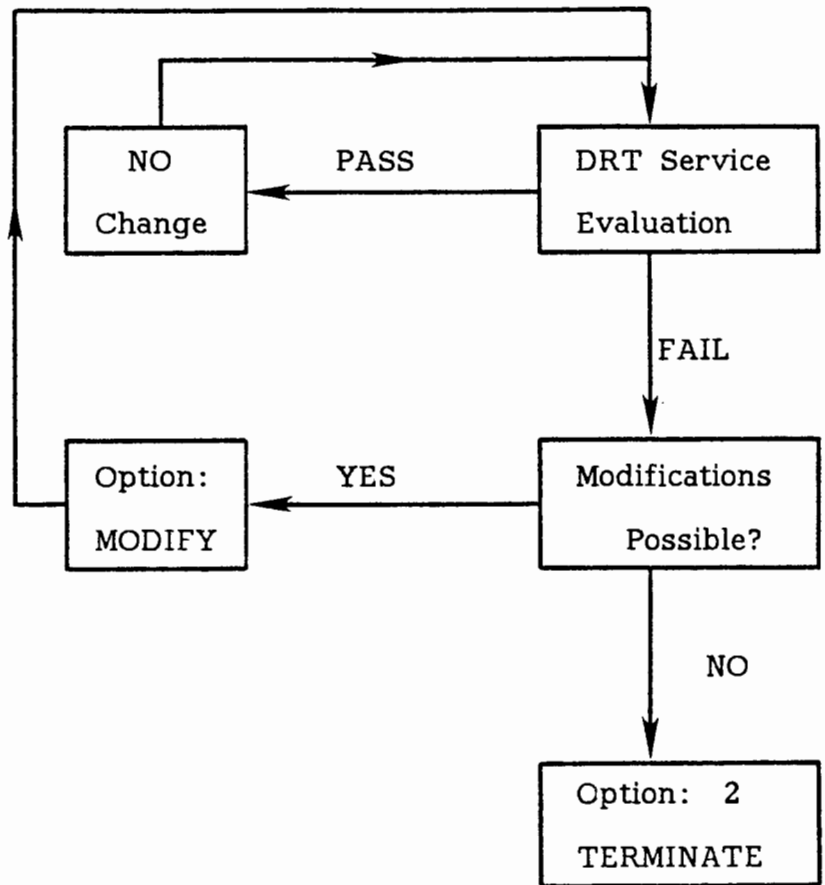 NO
Change
PASS
DRT Service
Evaluation
FAIL
Option:
MODIFY
YES
Modifications
Possible?
NO
Option: 2
TERMINATE